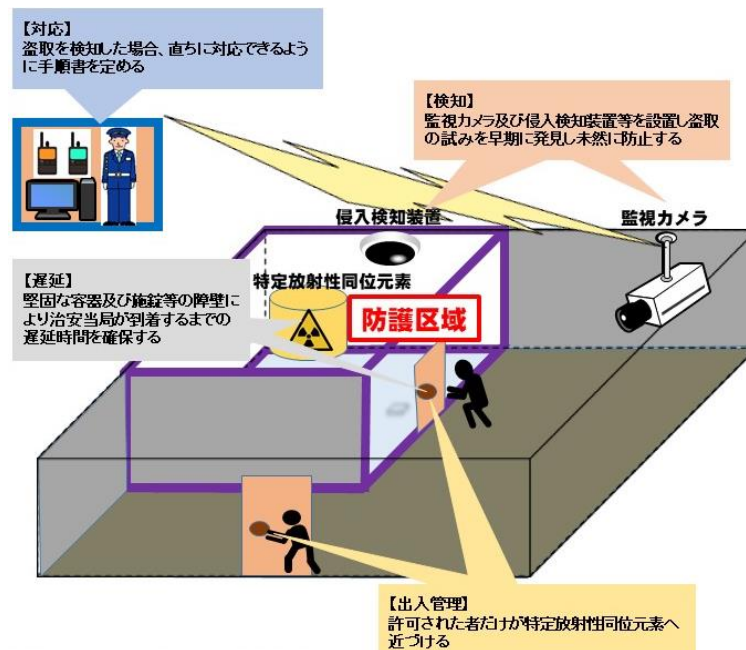 【対応】
盗取を検知した場合、直ちに対応できるよう
に手順書を定める
【検知】
監視カメラ及び侵入検知装置等を設置し盗取
の試みを早期に発見し未然に防止する
侵入検知装置
監視カメラ
【遅延】
堅固な容器及び施錠等の障壁に
より治安当局が到着するまでの
遅延時間を確保する
特定放射性同位元素
防護区域
【出入管理】
許可された者だけが特定放射性同位元素へ
近づける